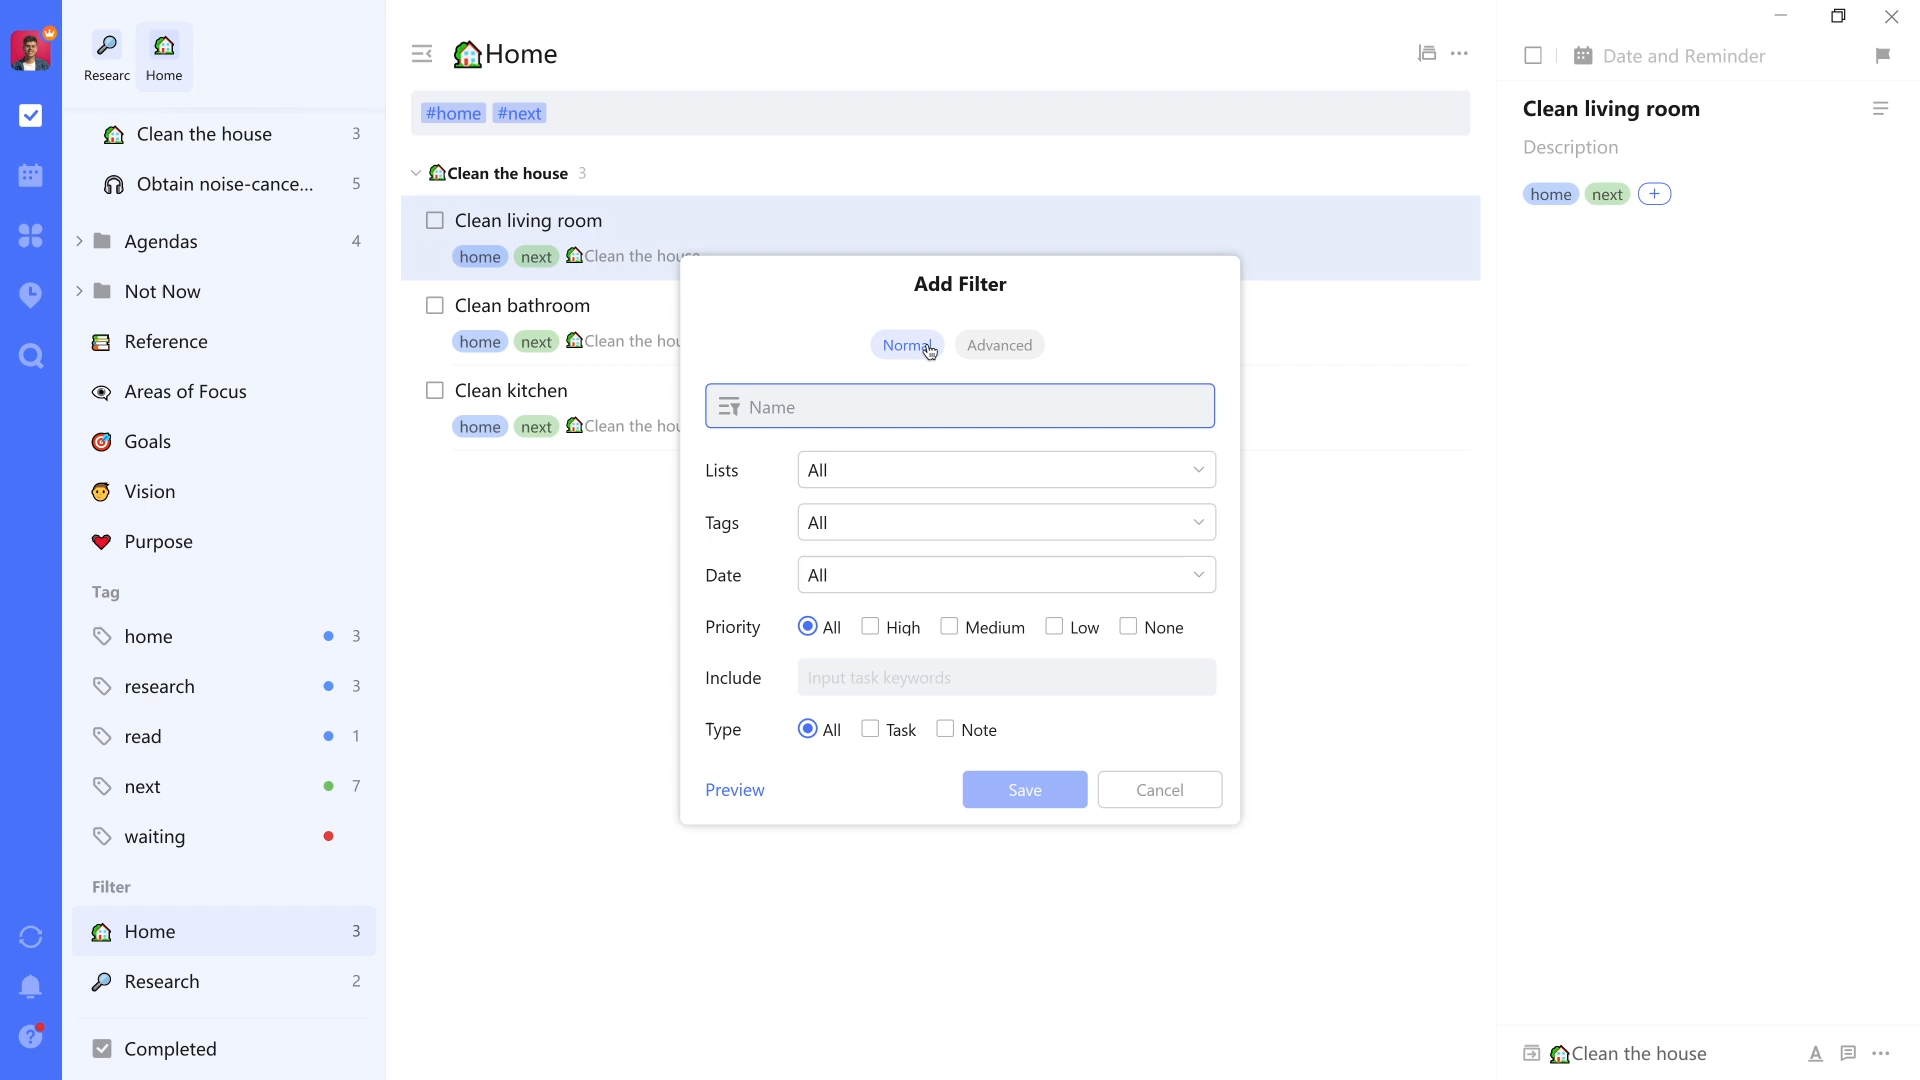 Researc
Home
Clean the house 3
Obtain noise-cance... 5
Agendas 4
Not Now
Reference
Areas of Focus
Goals
Vision
Purpose
Tag
home 3
research 3
read 1
next 7
waiting
Filter
Home 3
Research 2
Completed
Home
#home #next
Clean the house 3
Clean living room
home next Clean the house
Clean bathroom
home next Clean the hou
Clean kitchen
home next Clean the hou
Add Filter
Normal Advanced
Name
Lists All
Tags All
Date All
Priority All High Medium Low None
Include Input task keywords
Type All Task Note
Preview Save Cancel
Date and Reminder
Clean living room
Description
home next +
Clean the house